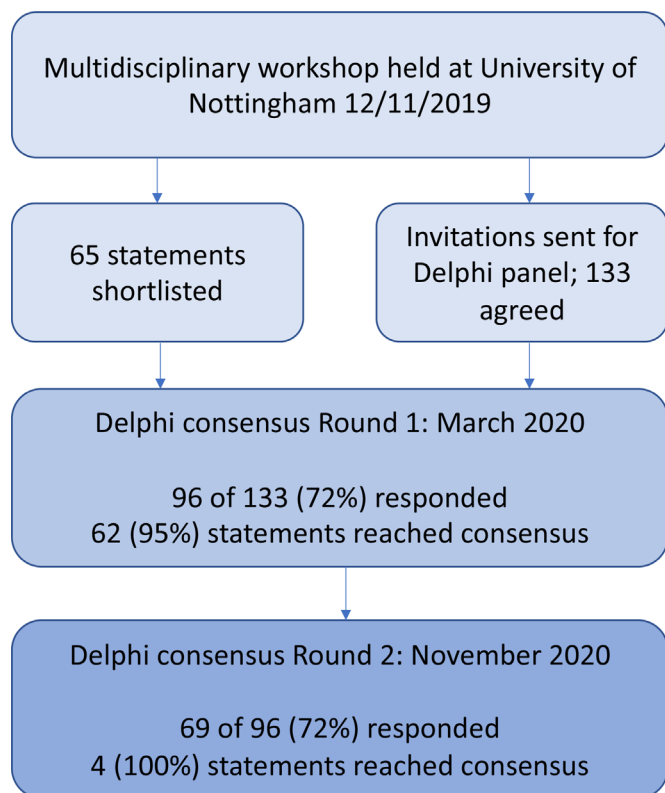 Multidisciplinary workshop held at University of
Nottingham 12/11/2019
65 statements
shortlisted
Invitations sent for
Delphi panel; 133
agreed
Delphi consensus Round 1: March 2020
96 of 133 (72%) responded
62 (95%) statements reached consensus
Delphi consensus Round 2: November 2020
69 of 96 (72%) responded
4 (100%) statements reached consensus